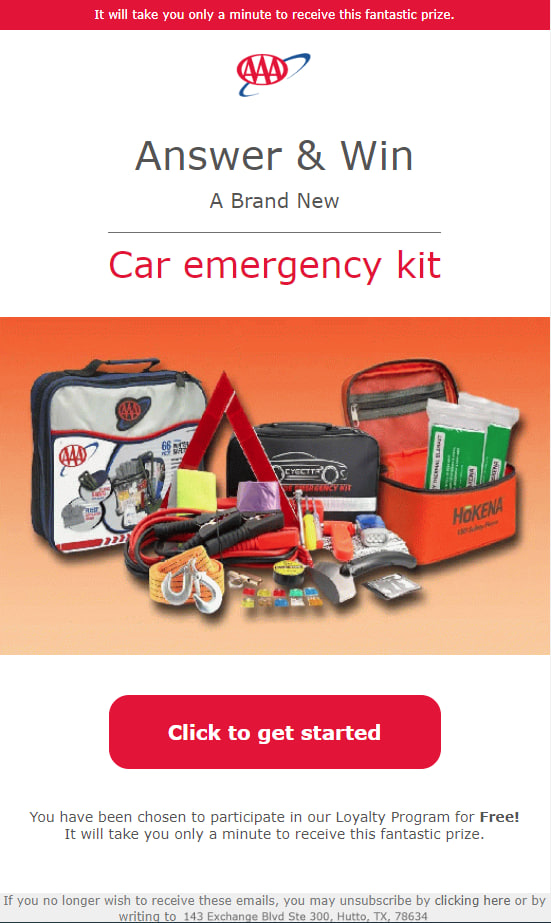 It will take you only a minute to receive this fantastic prize.
AAA
Answer & Win
A Brand New
Car emergency kit
AAA
AAA
66
HOKENA
EMERGENCY KIT
Click to get started
You have been chosen to participate in our Loyalty Program for Free!
It will take you only a minute to receive this fantastic prize.
If you no longer wish to receive these emails, you may unsubscribe by clicking here or by
writing to 143 Exchange Blvd Ste 300, Hutto, TX, 78634